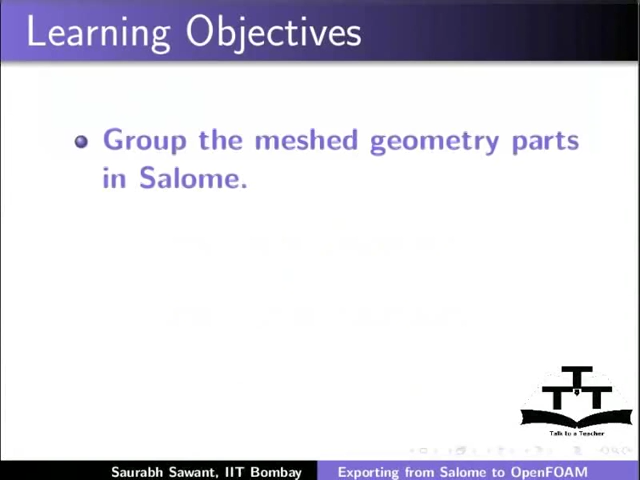 Learning Objectives
Group the meshed geometry parts
in Salome.
T
T T
Talk to a Teacher
Saurabh Sawant, IIT Bombay
Exporting from Salome to OpenFOAM